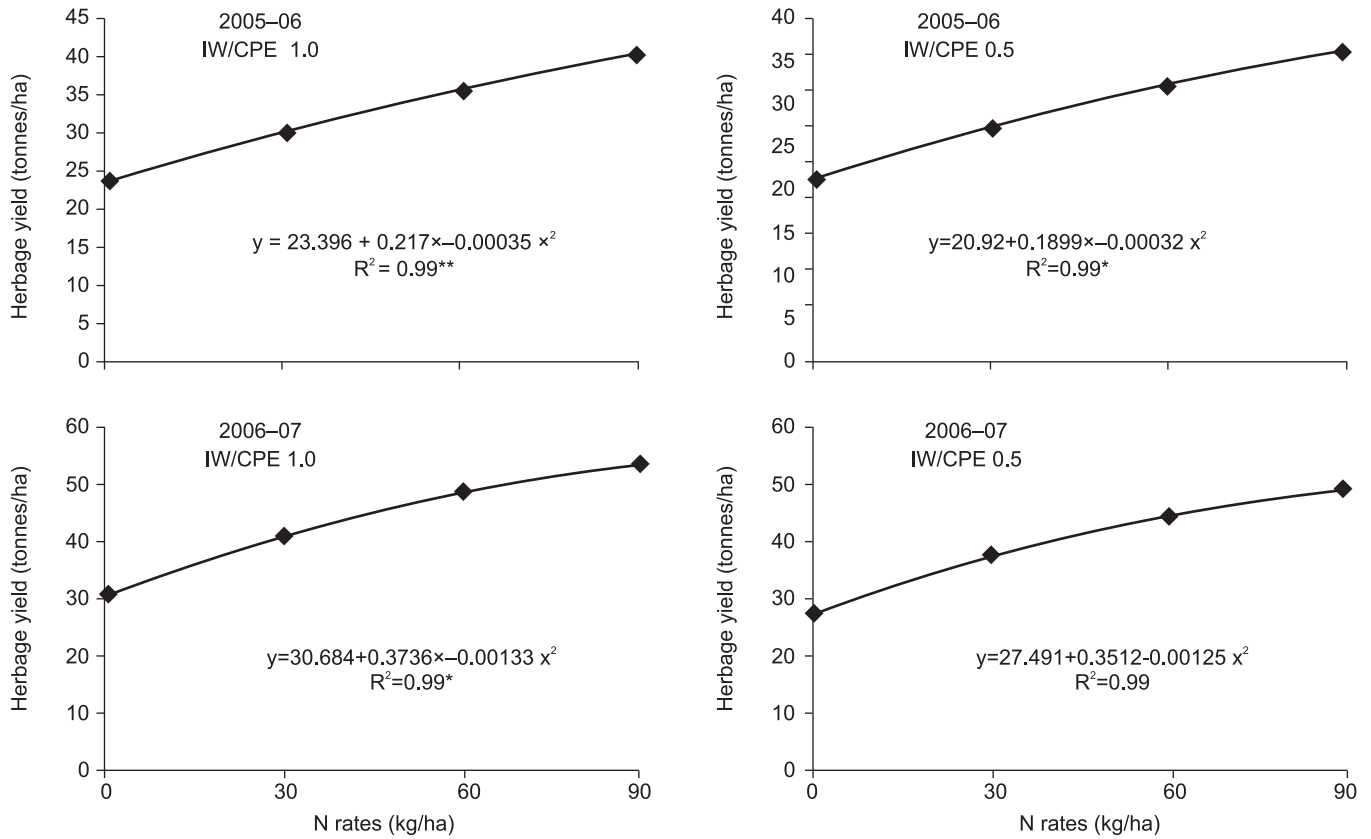 2005–06
IW/CPE 1.0
Herbage yield (tonnes/ha)
45
40
35
30
25
20
15
10
5
0
y = 23.396 + 0.217×–0.00035 ×²
R² = 0.99**
2005–06
IW/CPE 0.5
Herbage yield (tonnes/ha)
40
35
30
25
20
15
10
5
0
y=20.92+0.1899×–0.00032 x²
R²=0.99*
0
30
60
90
2006–07
IW/CPE 1.0
Herbage yield (tonnes/ha)
60
50
40
30
20
10
0
y=30.684+0.3736×–0.00133 x²
R²=0.99*
0
30
60
90
N rates (kg/ha)
2006–07
IW/CPE 0.5
Herbage yield (tonnes/ha)
60
50
40
30
20
10
0
y=27.491+0.3512-0.00125 x²
R²=0.99
0
30
60
90
N rates (kg/ha)